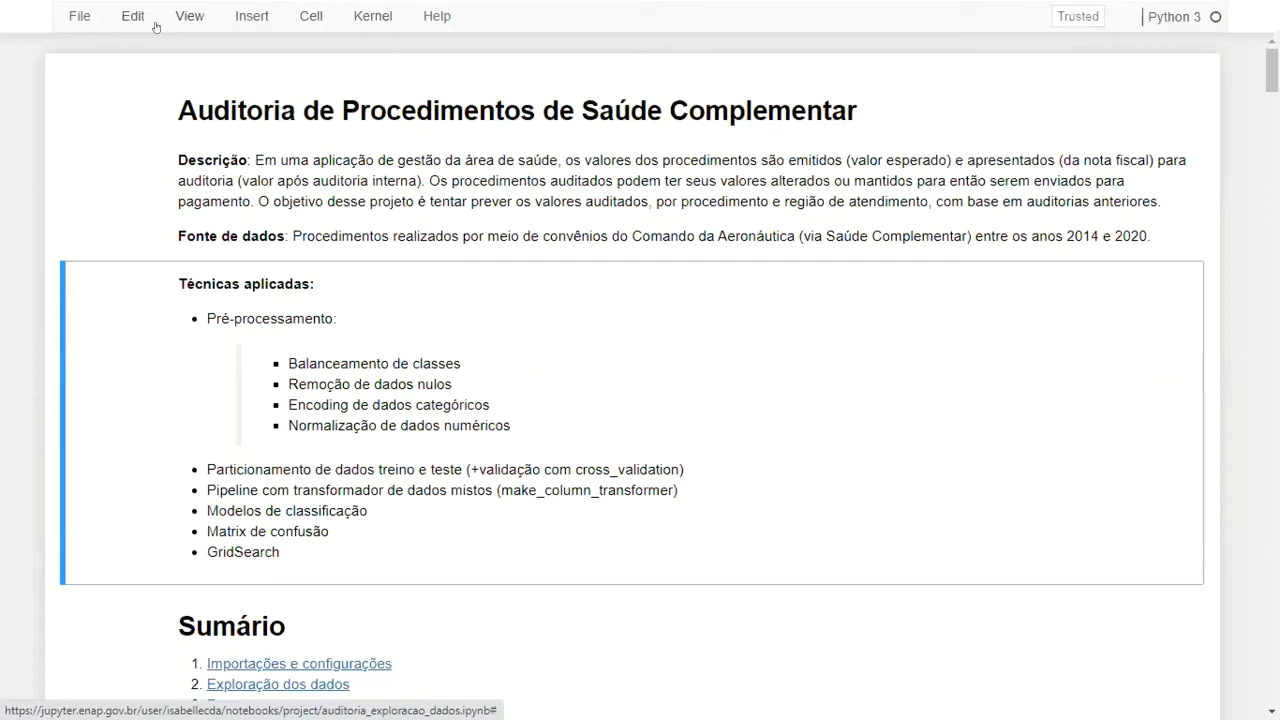 File Edit View Insert Cell Kernel Help Trusted Python 3
Auditoria de Procedimentos de Saúde Complementar
Descrição: Em uma aplicação de gestão da área de saúde, os valores dos procedimentos são emitidos (valor esperado) e apresentados (da nota fiscal) para
auditoria (valor após auditoria interna). Os procedimentos auditados podem ter seus valores alterados ou mantidos para então serem enviados para
pagamento. O objetivo desse projeto é tentar prever os valores auditados, por procedimento e região de atendimento, com base em auditorias anteriores.
Fonte de dados: Procedimentos realizados por meio de convênios do Comando da Aeronáutica (via Saúde Complementar) entre os anos 2014 e 2020.
Técnicas aplicadas:
• Pré-processamento:
▪ Balanceamento de classes
▪ Remoção de dados nulos
▪ Encoding de dados categóricos
▪ Normalização de dados numéricos
• Particionamento de dados treino e teste (+validação com cross_validation)
• Pipeline com transformador de dados mistos (make_column_transformer)
• Modelos de classificação
• Matrix de confusão
• GridSearch
Sumário
1. Importações e configurações
2. Exploração dos dados
https://jupyter.enap.gov.br/user/isabellecda/notebooks/project/auditoria_exploracao_dados.ipynb#